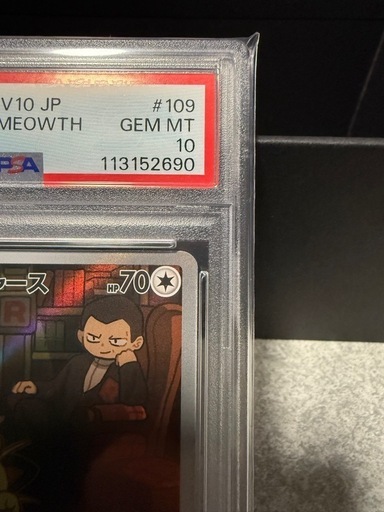 V10 JP #109
MEOWTH GEM MT
PSA 10
113152690
ース HP70
R